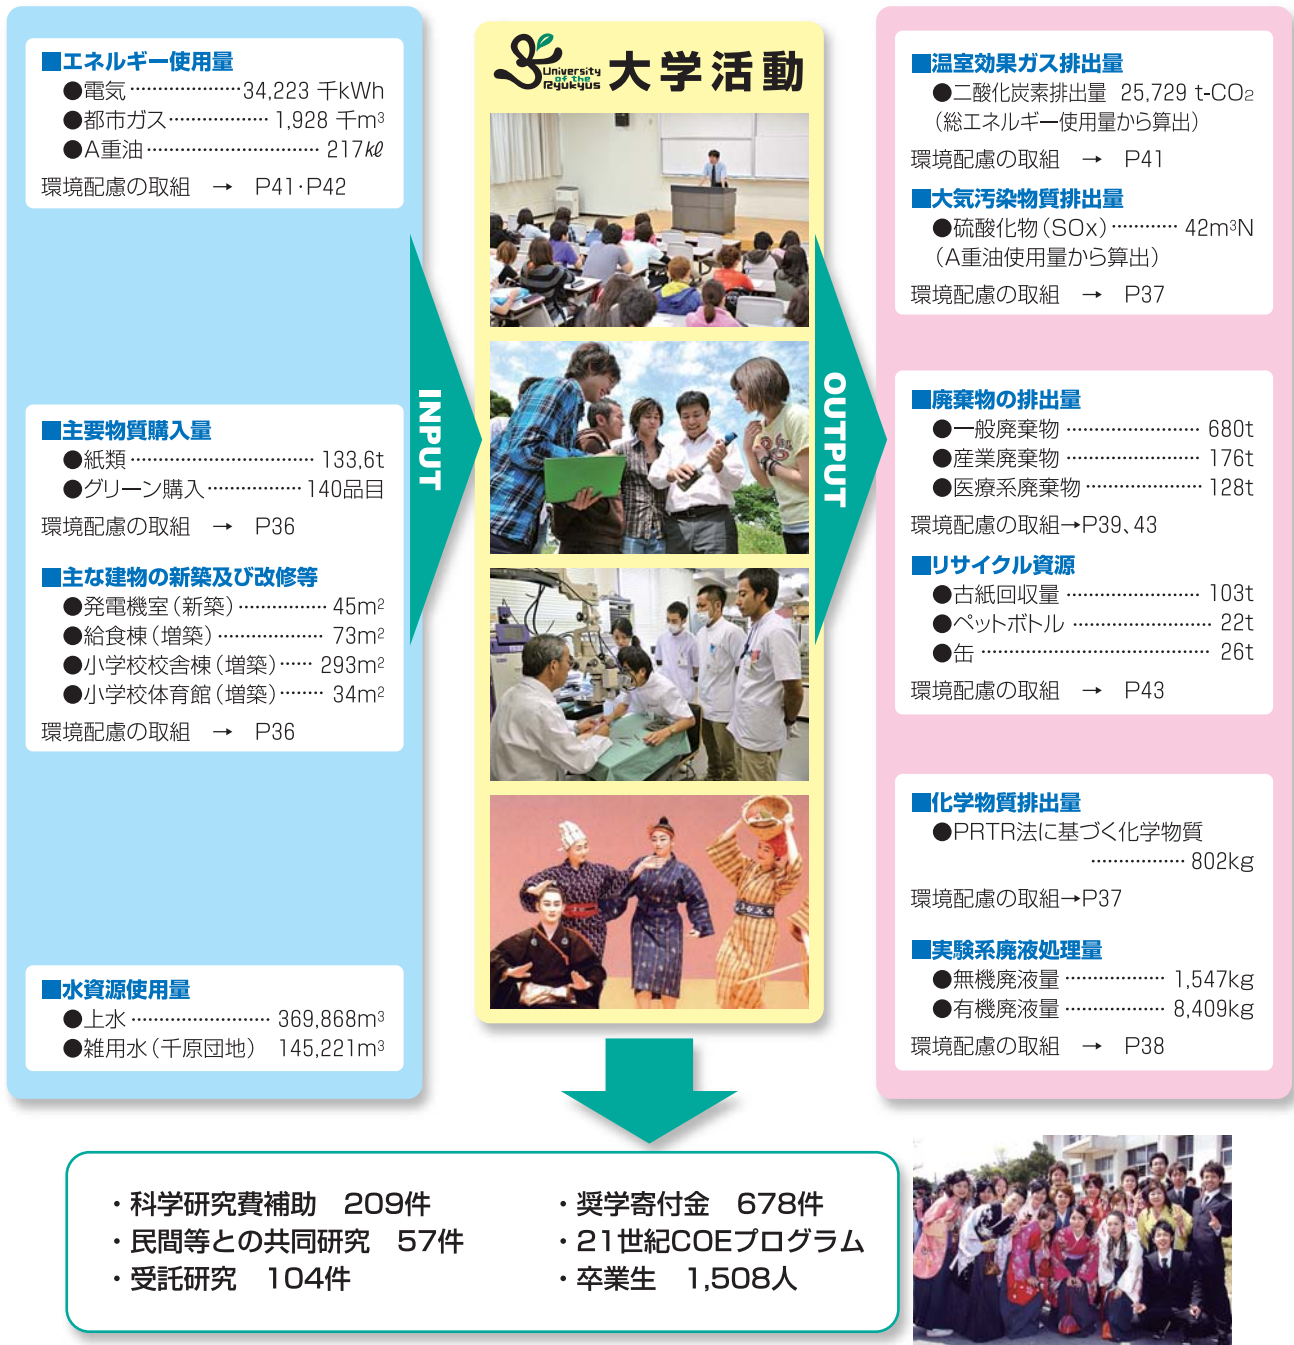 ■エネルギー使用量
●電気…………………34,223 千kWh
●都市ガス……………… 1,928 千m³
●A重油………………………… 217kℓ
環境配慮の取組 → P41・P42
■主要物質購入量
●紙類…………………………… 133,6t
●グリーン購入……………… 140品目
環境配慮の取組 → P36
■主な建物の新築及び改修等
●発電機室(新築)…………… 45m²
●給食棟(増築)……………… 73m²
●小学校校舎棟(増築)…… 293m²
●小学校体育館(増築)…… 34m²
環境配慮の取組 → P36
■水資源使用量
●上水…………………… 369,868m³
●雑用水(千原団地) 145,221m³
INPUT
University
of the
Ryukyus
大学活動
OUTPUT
■温室効果ガス排出量
●二酸化炭素排出量 25,729 t-CO₂
(総エネルギー使用量から算出)
環境配慮の取組 → P41
■大気汚染物質排出量
●硫酸化物(SOx)………… 42m³N
(A重油使用量から算出)
環境配慮の取組 → P37
■廃棄物の排出量
●一般廃棄物…………………… 680t
●産業廃棄物…………………… 176t
●医療系廃棄物………………… 128t
環境配慮の取組→P39、43
■リサイクル資源
●古紙回収量…………………… 103t
●ペットボトル…………………… 22t
●缶………………………………… 26t
環境配慮の取組 → P43
■化学物質排出量
●PRTR法に基づく化学物質
……………… 802kg
環境配慮の取組→P37
■実験系廃液処理量
●無機廃液量……………… 1,547kg
●有機廃液量……………… 8,409kg
環境配慮の取組 → P38
・科学研究費補助 209件
・民間等との共同研究 57件
・受託研究 104件
・奨学寄付金 678件
・21世紀COEプログラム
・卒業生 1,508人